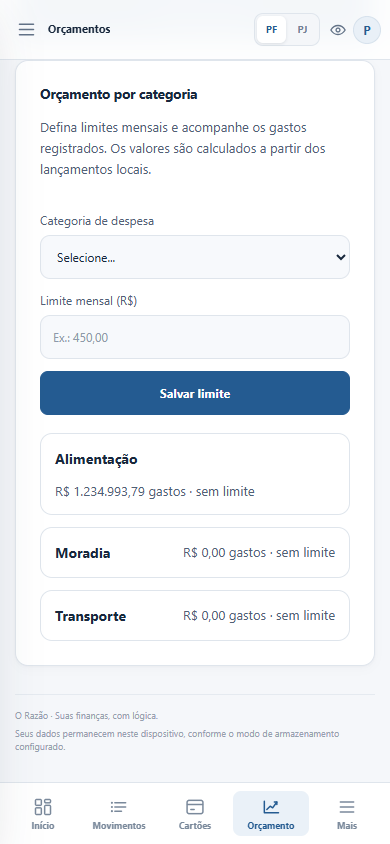 Orçamentos
PF PJ
P
Orçamento por categoria
Defina limites mensais e acompanhe os gastos
registrados. Os valores são calculados a partir dos
lançamentos locais.
Categoria de despesa
Selecione...
Limite mensal (R$)
Ex.: 450,00
Salvar limite
Alimentação
R$ 1.234.993,79 gastos · sem limite
Moradia R$ 0,00 gastos · sem limite
Transporte R$ 0,00 gastos · sem limite
O Razão · Suas finanças, com lógica.
Seus dados permanecem neste dispositivo, conforme o modo de armazenamento
configurado.
Início Movimentos Cartões Orçamento Mais